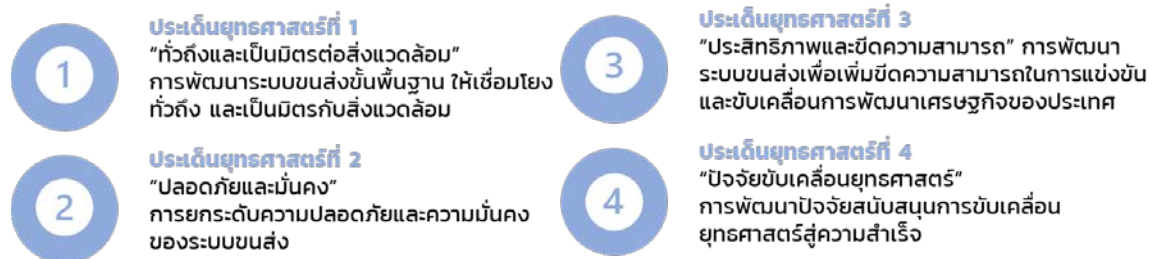 1
ประเด็นยุทธศาสตร์ที่ 1
“ทั่วถึงและเป็นมิตรต่อสิ่งแวดล้อม”
การพัฒนาระบบขนส่งขั้นพื้นฐาน ให้เชื่อมโยง
ทั่วถึง และเป็นมิตรกับสิ่งแวดล้อม
2
ประเด็นยุทธศาสตร์ที่ 2
“ปลอดภัยและมั่นคง”
การยกระดับความปลอดภัยและความมั่นคง
ของระบบขนส่ง
3
ประเด็นยุทธศาสตร์ที่ 3
“ประสิทธิภาพและขีดความสามารถ” การพัฒนา
ระบบขนส่งเพื่อเพิ่มขีดความสามารถในการแข่งขัน
และขับเคลื่อนการพัฒนาเศรษฐกิจของประเทศ
4
ประเด็นยุทธศาสตร์ที่ 4
“ปัจจัยขับเคลื่อนยุทธศาสตร์”
การพัฒนาปัจจัยสนับสนุนการขับเคลื่อน
ยุทธศาสตร์สู่ความสำเร็จ